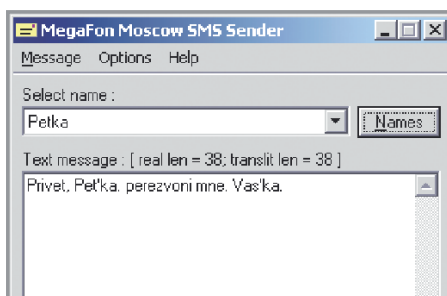 MegaFon Moscow SMS Sender
Message Options Help
Select name :
Petka
Names
Text message : [ real len = 38; translit len = 38 ]
Privet, Pet'ka. perezvoni mne. Vas'ka.